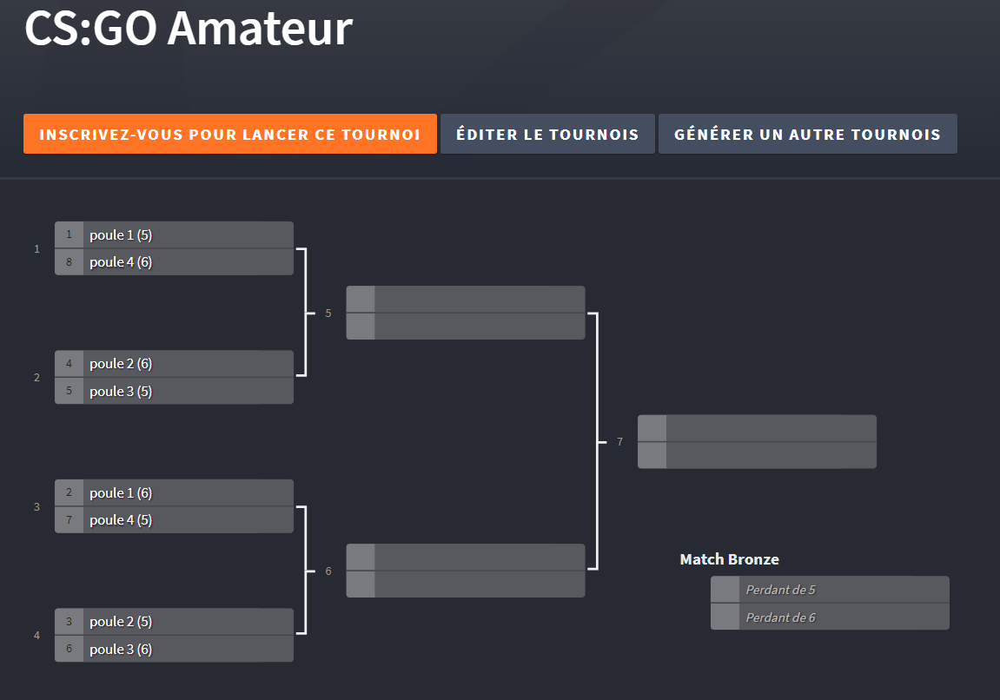 CS:GO Amateur
INSCRIVEZ-VOUS POUR LANCER CE TOURNOI
ÉDITER LE TOURNOIS
GÉNÉRER UN AUTRE TOURNOIS
1
1 poule 1 (5)
8 poule 4 (6)
2
4 poule 2 (6)
5 poule 3 (5)
3
2 poule 1 (6)
7 poule 4 (5)
4
3 poule 2 (5)
6 poule 3 (6)
5
6
7
Match Bronze
Perdant de 5
Perdant de 6